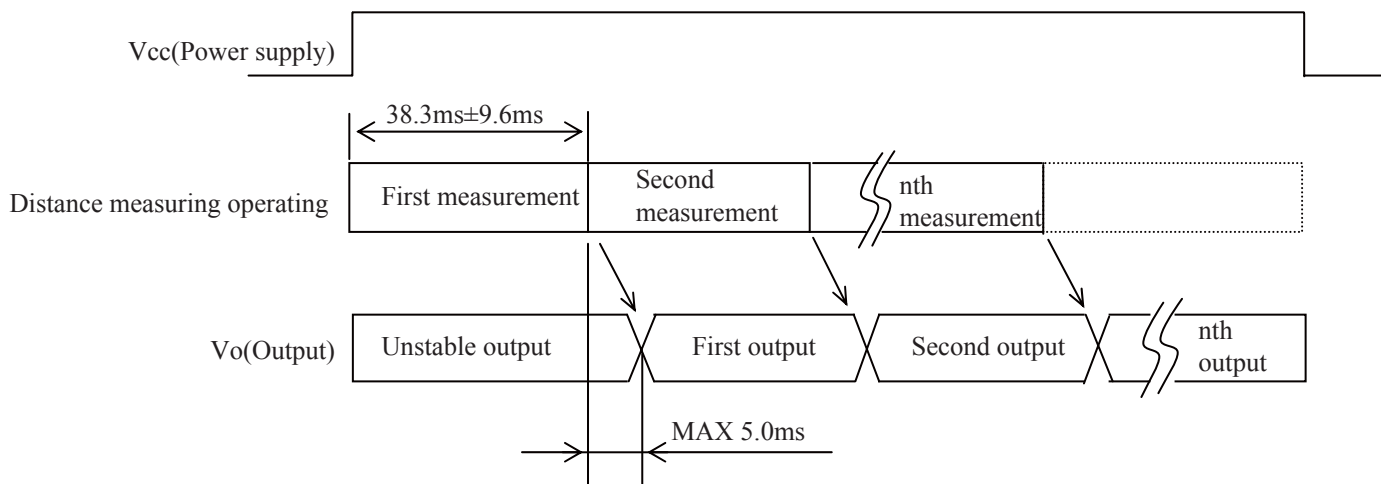 Vcc(Power supply)
38.3ms±9.6ms
Distance measuring operating
First measurement
Second
measurement
nth
measurement
Vo(Output)
Unstable output
First output
Second output
nth
output
MAX 5.0ms